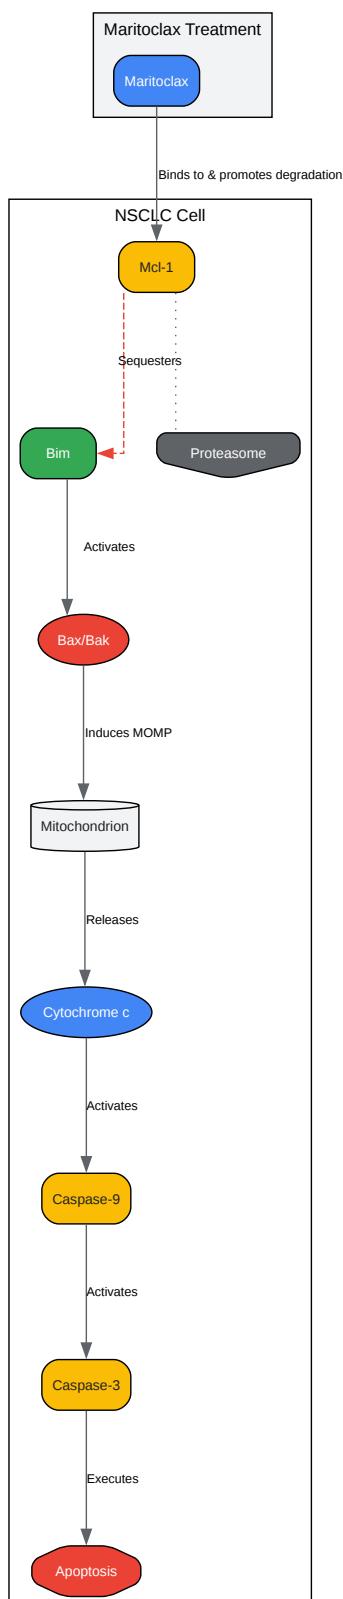 Maritoclax Treatment
Maritoclax
Binds to & promotes degradation
NSCLC Cell
Mcl-1
Sequesters
Bim
Proteasome
Activates
Bax/Bak
Induces MOMP
Mitochondrion
Releases
Cytochrome c
Activates
Caspase-9
Activates
Caspase-3
Executes
Apoptosis